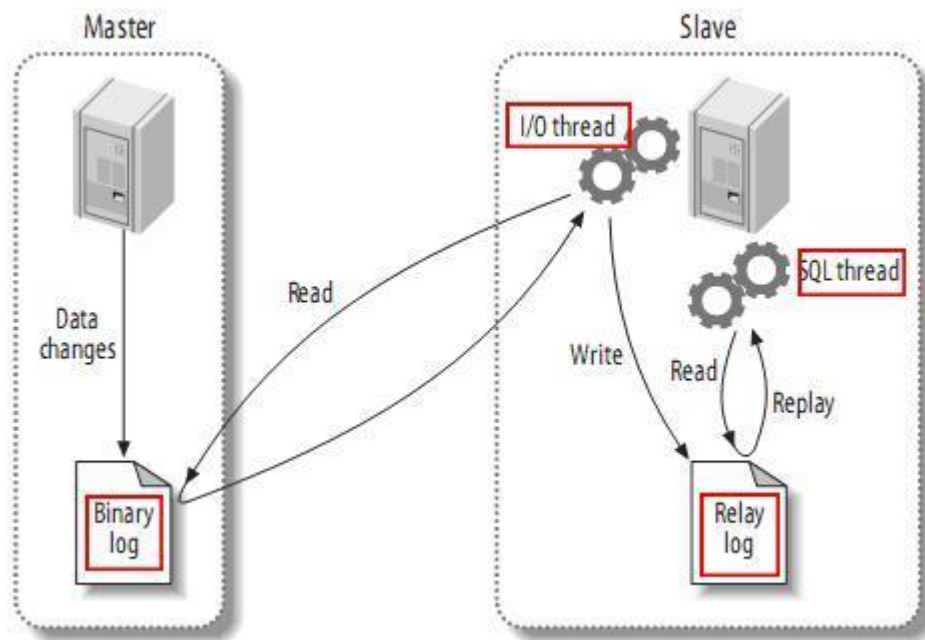 Master
Slave
I/O thread
SQL thread
Read
Data
changes
Write
Read
Replay
Binary
log
Relay
log